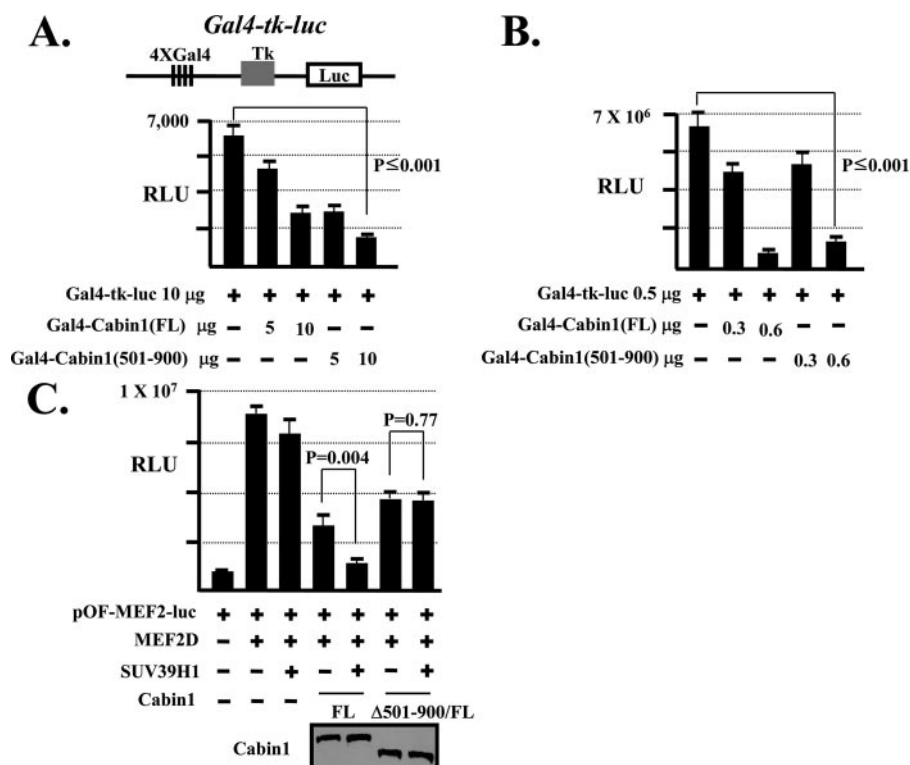 A.
Gal4-tk-luc
4XGal4 Tk
Luc
7,000
P≤0.001
RLU
Gal4-tk-luc 10 μg + + + + +
Gal4-Cabin1(FL) μg – 5 10 – –
Gal4-Cabin1(501-900) μg – – – 5 10
B.
7 X 10⁶
P≤0.001
RLU
Gal4-tk-luc 0.5 μg + + + + +
Gal4-Cabin1(FL) μg – 0.3 0.6 – –
Gal4-Cabin1(501-900) μg – – – 0.3 0.6
C.
1 X 10⁷
P=0.77
RLU
P=0.004
pOF-MEF2-luc + + + + + + +
MEF2D – + + + + + +
SUV39H1 – – + – + – +
Cabin1 – – –
FL Δ501-900/FL
Cabin1